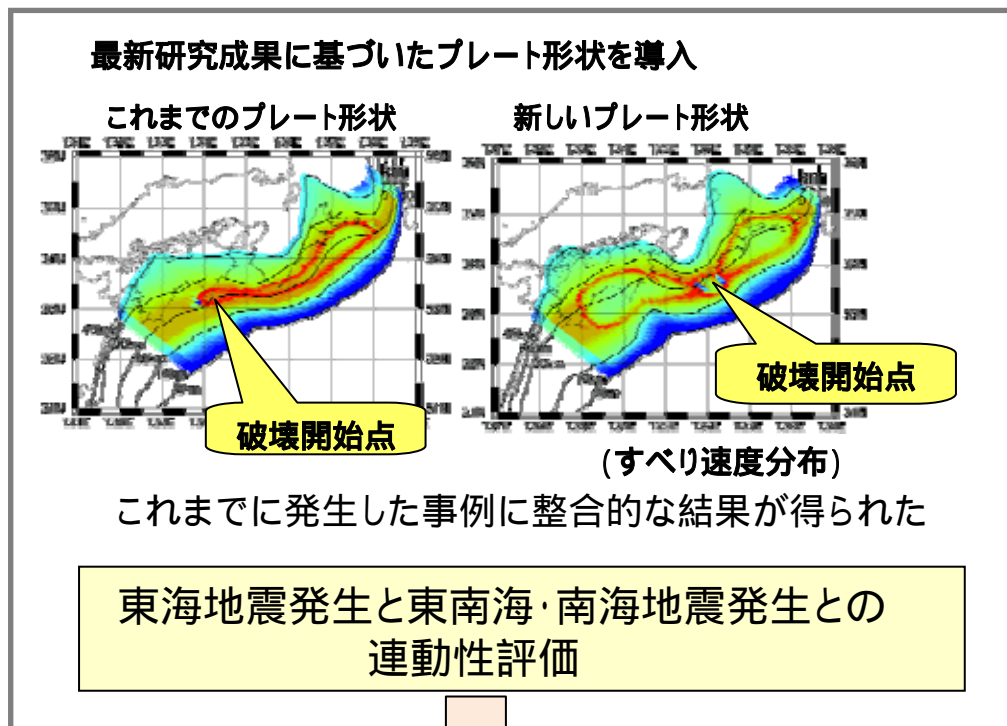 最新研究成果に基づいたプレート形状を導入
これまでのプレート形状
新しいプレート形状
破壊開始点
破壊開始点
(すべり速度分布)
これまでに発生した事例に整合的な結果が得られた
東海地震発生と東南海・南海地震発生との
連動性評価